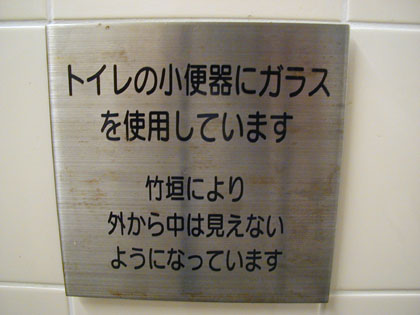 トイレの小便器にガラス
を使用しています
竹垣により
外から中は見えない
ようになっています